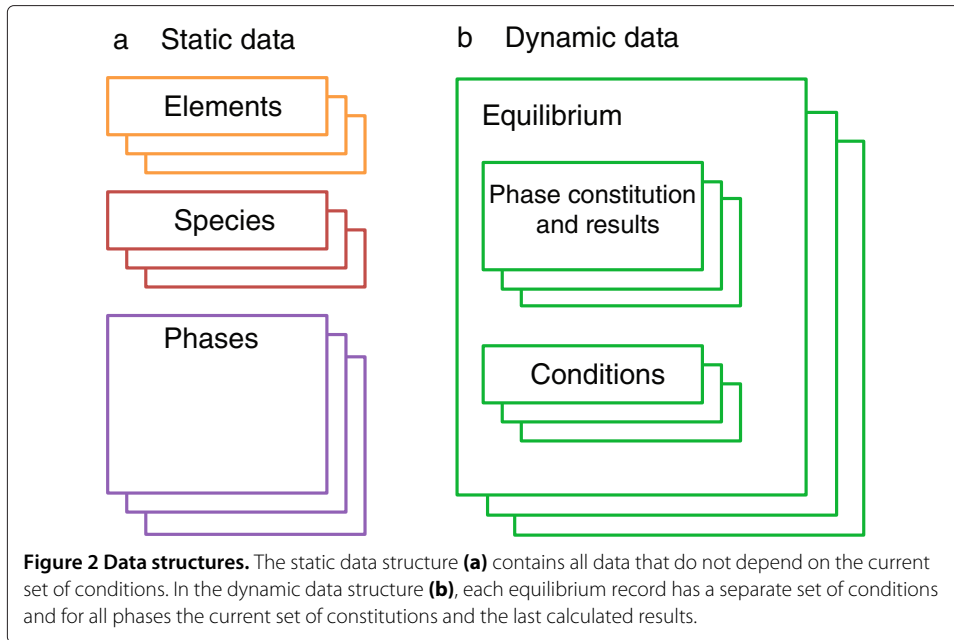 a Static data
Elements
Species
Phases
b Dynamic data
Equilibrium
Phase constitution
and results
Conditions
Figure 2 Data structures. The static data structure (a) contains all data that do not depend on the current
set of conditions. In the dynamic data structure (b), each equilibrium record has a separate set of conditions
and for all phases the current set of constitutions and the last calculated results.